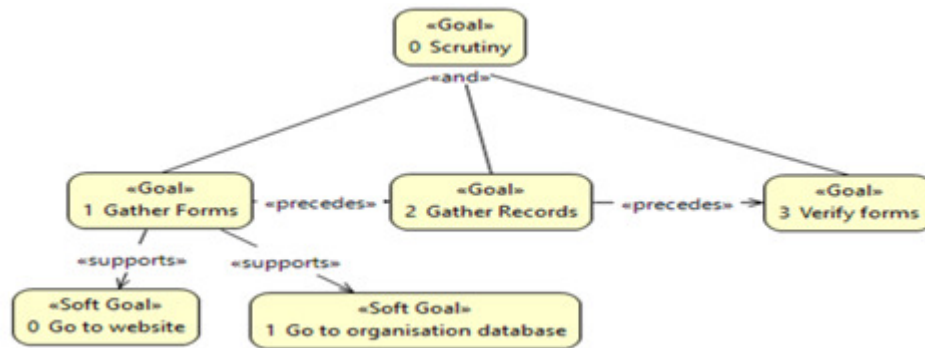 «Goal»
0 Scrutiny
«and»
«Goal»
1 Gather Forms
«precedes»
«Goal»
2 Gather Records
«precedes»
«Goal»
3 Verify forms
«supports»
«supports»
«Soft Goal»
0 Go to website
«Soft Goal»
1 Go to organisation database